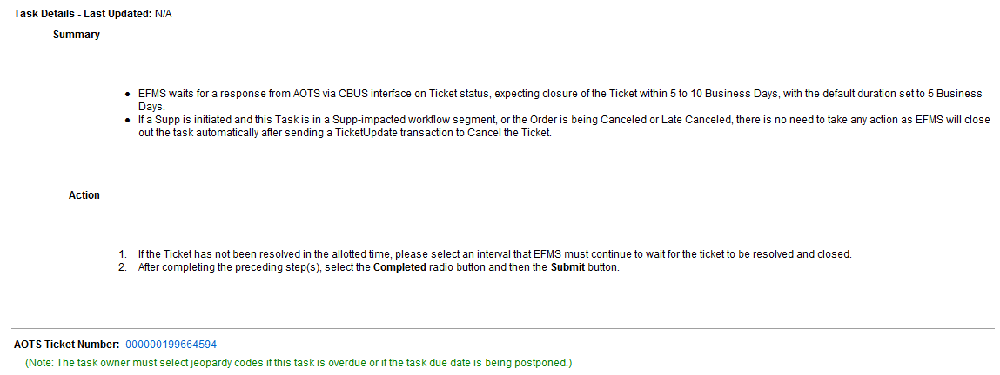 Task Details - Last Updated: N/A
Summary
• EFMS waits for a response from AOTS via CBUS interface on Ticket status, expecting closure of the Ticket within 5 to 10 Business Days, with the default duration set to 5 Business
Days.
• If a Supp is initiated and this Task is in a Supp-impacted workflow segment, or the Order is being Canceled or Late Canceled, there is no need to take any action as EFMS will close
out the task automatically after sending a TicketUpdate transaction to Cancel the Ticket.
Action
1. If the Ticket has not been resolved in the allotted time, please select an interval that EFMS must continue to wait for the ticket to be resolved and closed.
2. After completing the preceding step(s), select the Completed radio button and then the Submit button.
AOTS Ticket Number: 000000199664594
(Note: The task owner must select jeopardy codes if this task is overdue or if the task due date is being postponed.)